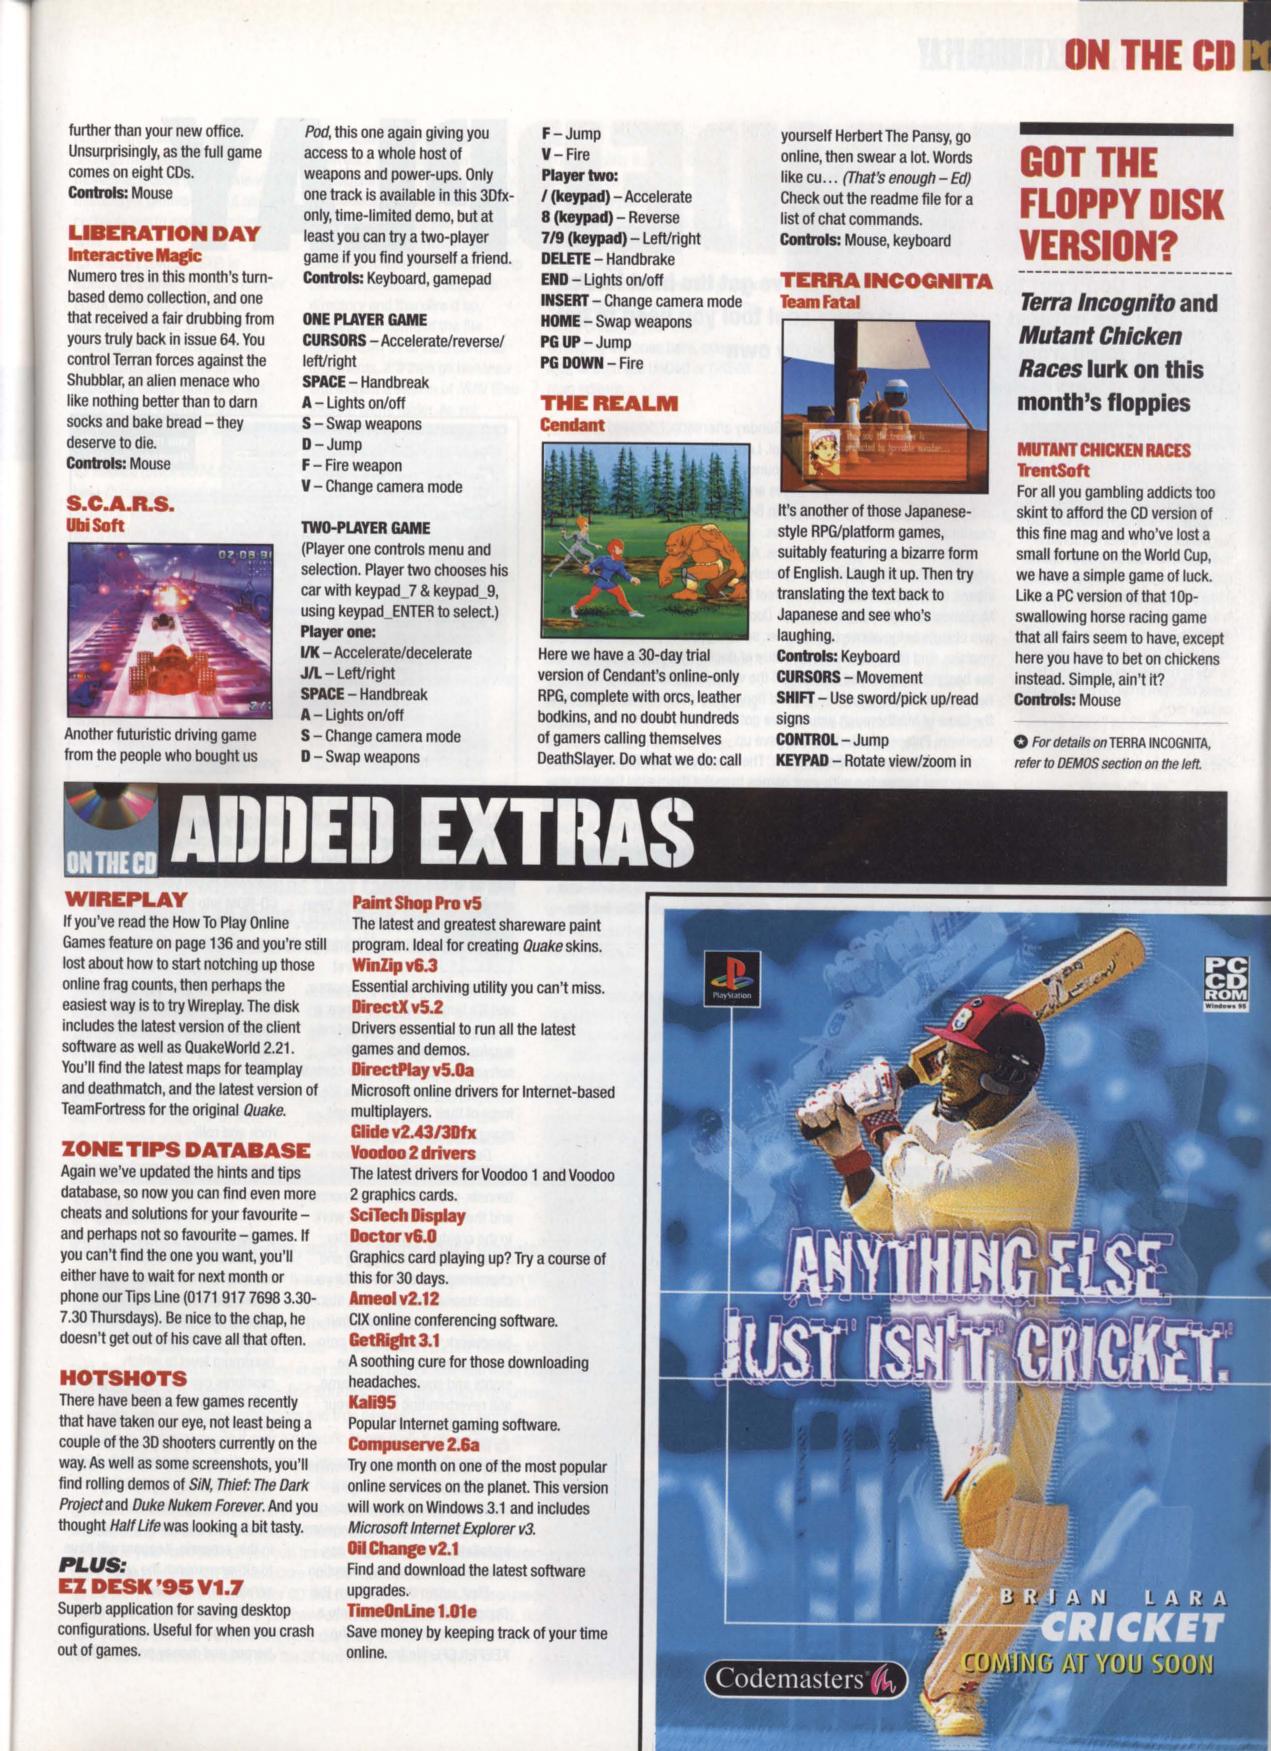 ON THE CD
further than your new office.
Unsurprisingly, as the full game
comes on eight CDs.
Controls: Mouse
LIBERATION DAY
Interactive Magic
Numero tres in this month's turn-
based demo collection, and one
that received a fair drubbing from
yours truly back in issue 64. You
control Terran forces against the
Shubblar, an alien menace who
like nothing better than to darn
socks and bake bread – they
deserve to die.
Controls: Mouse
S.C.A.R.S.
Ubi Soft
Another futuristic driving game
from the people who bought us
Pod, this one again giving you
access to a whole host of
weapons and power-ups. Only
one track is available in this 3Dfx-
only, time-limited demo, but at
least you can try a two-player
game if you find yourself a friend.
Controls: Keyboard, gamepad
ONE PLAYER GAME
CURSORS – Accelerate/reverse/
left/right
SPACE – Handbreak
A – Lights on/off
S – Swap weapons
D – Jump
F – Fire weapon
V – Change camera mode
TWO-PLAYER GAME
(Player one controls menu and
selection. Player two chooses his
car with keypad_7 & keypad_9,
using keypad_ENTER to select.)
Player one:
I/K – Accelerate/decelerate
J/L – Left/right
SPACE – Handbreak
A – Lights on/off
S – Change camera mode
D – Swap weapons
F – Jump
V – Fire
Player two:
/ (keypad) – Accelerate
8 (keypad) – Reverse
7/9 (keypad) – Left/right
DELETE – Handbrake
END – Lights on/off
INSERT – Change camera mode
HOME – Swap weapons
PG UP – Jump
PG DOWN – Fire
THE REALM
Cendant
Here we have a 30-day trial
version of Cendant's online-only
RPG, complete with orcs, leather
bodkins, and no doubt hundreds
of gamers calling themselves
DeathSlayer. Do what we do: call
yourself Herbert The Pansy, go
online, then swear a lot. Words
like cu... (That's enough – Ed)
Check out the readme file for a
list of chat commands.
Controls: Mouse, keyboard
TERRA INCOGNITA
Team Fatal
It's another of those Japanese-
style RPG/platform games,
suitably featuring a bizarre form
of English. Laugh it up. Then try
translating the text back to
Japanese and see who's
laughing.
Controls: Keyboard
CURSORS – Movement
SHIFT – Use sword/pick up/read
signs
CONTROL – Jump
KEYPAD – Rotate view/zoom in
GOT THE
FLOPPY DISK
VERSION?
Terra Incognito and
Mutant Chicken
Races lurk on this
month's floppies
MUTANT CHICKEN RACES
TrentSoft
For all you gambling addicts too
skint to afford the CD version of
this fine mag and who've lost a
small fortune on the World Cup,
we have a simple game of luck.
Like a PC version of that 10p-
swallowing horse racing game
that all fairs seem to have, except
here you have to bet on chickens
instead. Simple, ain't it?
Controls: Mouse
For details on TERRA INCOGNITA,
refer to DEMOS section on the left.
ON THE CD
ADDED EXTRAS
WIREPLAY
If you've read the How To Play Online
Games feature on page 136 and you're still
lost about how to start notching up those
online frag counts, then perhaps the
easiest way is to try Wireplay. The disk
includes the latest version of the client
software as well as QuakeWorld 2.21.
You'll find the latest maps for teamplay
and deathmatch, and the latest version of
TeamFortress for the original Quake.
ZONE TIPS DATABASE
Again we've updated the hints and tips
database, so now you can find even more
cheats and solutions for your favourite –
and perhaps not so favourite – games. If
you can't find the one you want, you'll
either have to wait for next month or
phone our Tips Line (0171 917 7698 3.30-
7.30 Thursdays). Be nice to the chap, he
doesn't get out of his cave all that often.
HOTSHOTS
There have been a few games recently
that have taken our eye, not least being a
couple of the 3D shooters currently on the
way. As well as some screenshots, you'll
find rolling demos of SiN, Thief: The Dark
Project and Duke Nukem Forever. And you
thought Half Life was looking a bit tasty.
PLUS:
EZ DESK '95 V1.7
Superb application for saving desktop
configurations. Useful for when you crash
out of games.
Paint Shop Pro v5
The latest and greatest shareware paint
program. Ideal for creating Quake skins.
WinZip v6.3
Essential archiving utility you can't miss.
DirectX v5.2
Drivers essential to run all the latest
games and demos.
DirectPlay v5.0a
Microsoft online drivers for Internet-based
multiplayers.
Glide v2.43/3Dfx
Voodoo 2 drivers
The latest drivers for Voodoo 1 and Voodoo
2 graphics cards.
SciTech Display
Doctor v6.0
Graphics card playing up? Try a course of
this for 30 days.
Ameol v2.12
CIX online conferencing software.
GetRight 3.1
A soothing cure for those downloading
headaches.
Kali95
Popular Internet gaming software.
Compuserve 2.6a
Try one month on one of the most popular
online services on the planet. This version
will work on Windows 3.1 and includes
Microsoft Internet Explorer v3.
Oil Change v2.1
Find and download the latest software
upgrades.
TimeOnLine 1.01e
Save money by keeping track of your time
online.
PlayStation
PC
CD
ROM
Windows 95
ANYTHING ELSE
JUST ISN'T CRICKET.
BRIAN LARA
CRICKET
COMING AT YOU SOON
Codemasters